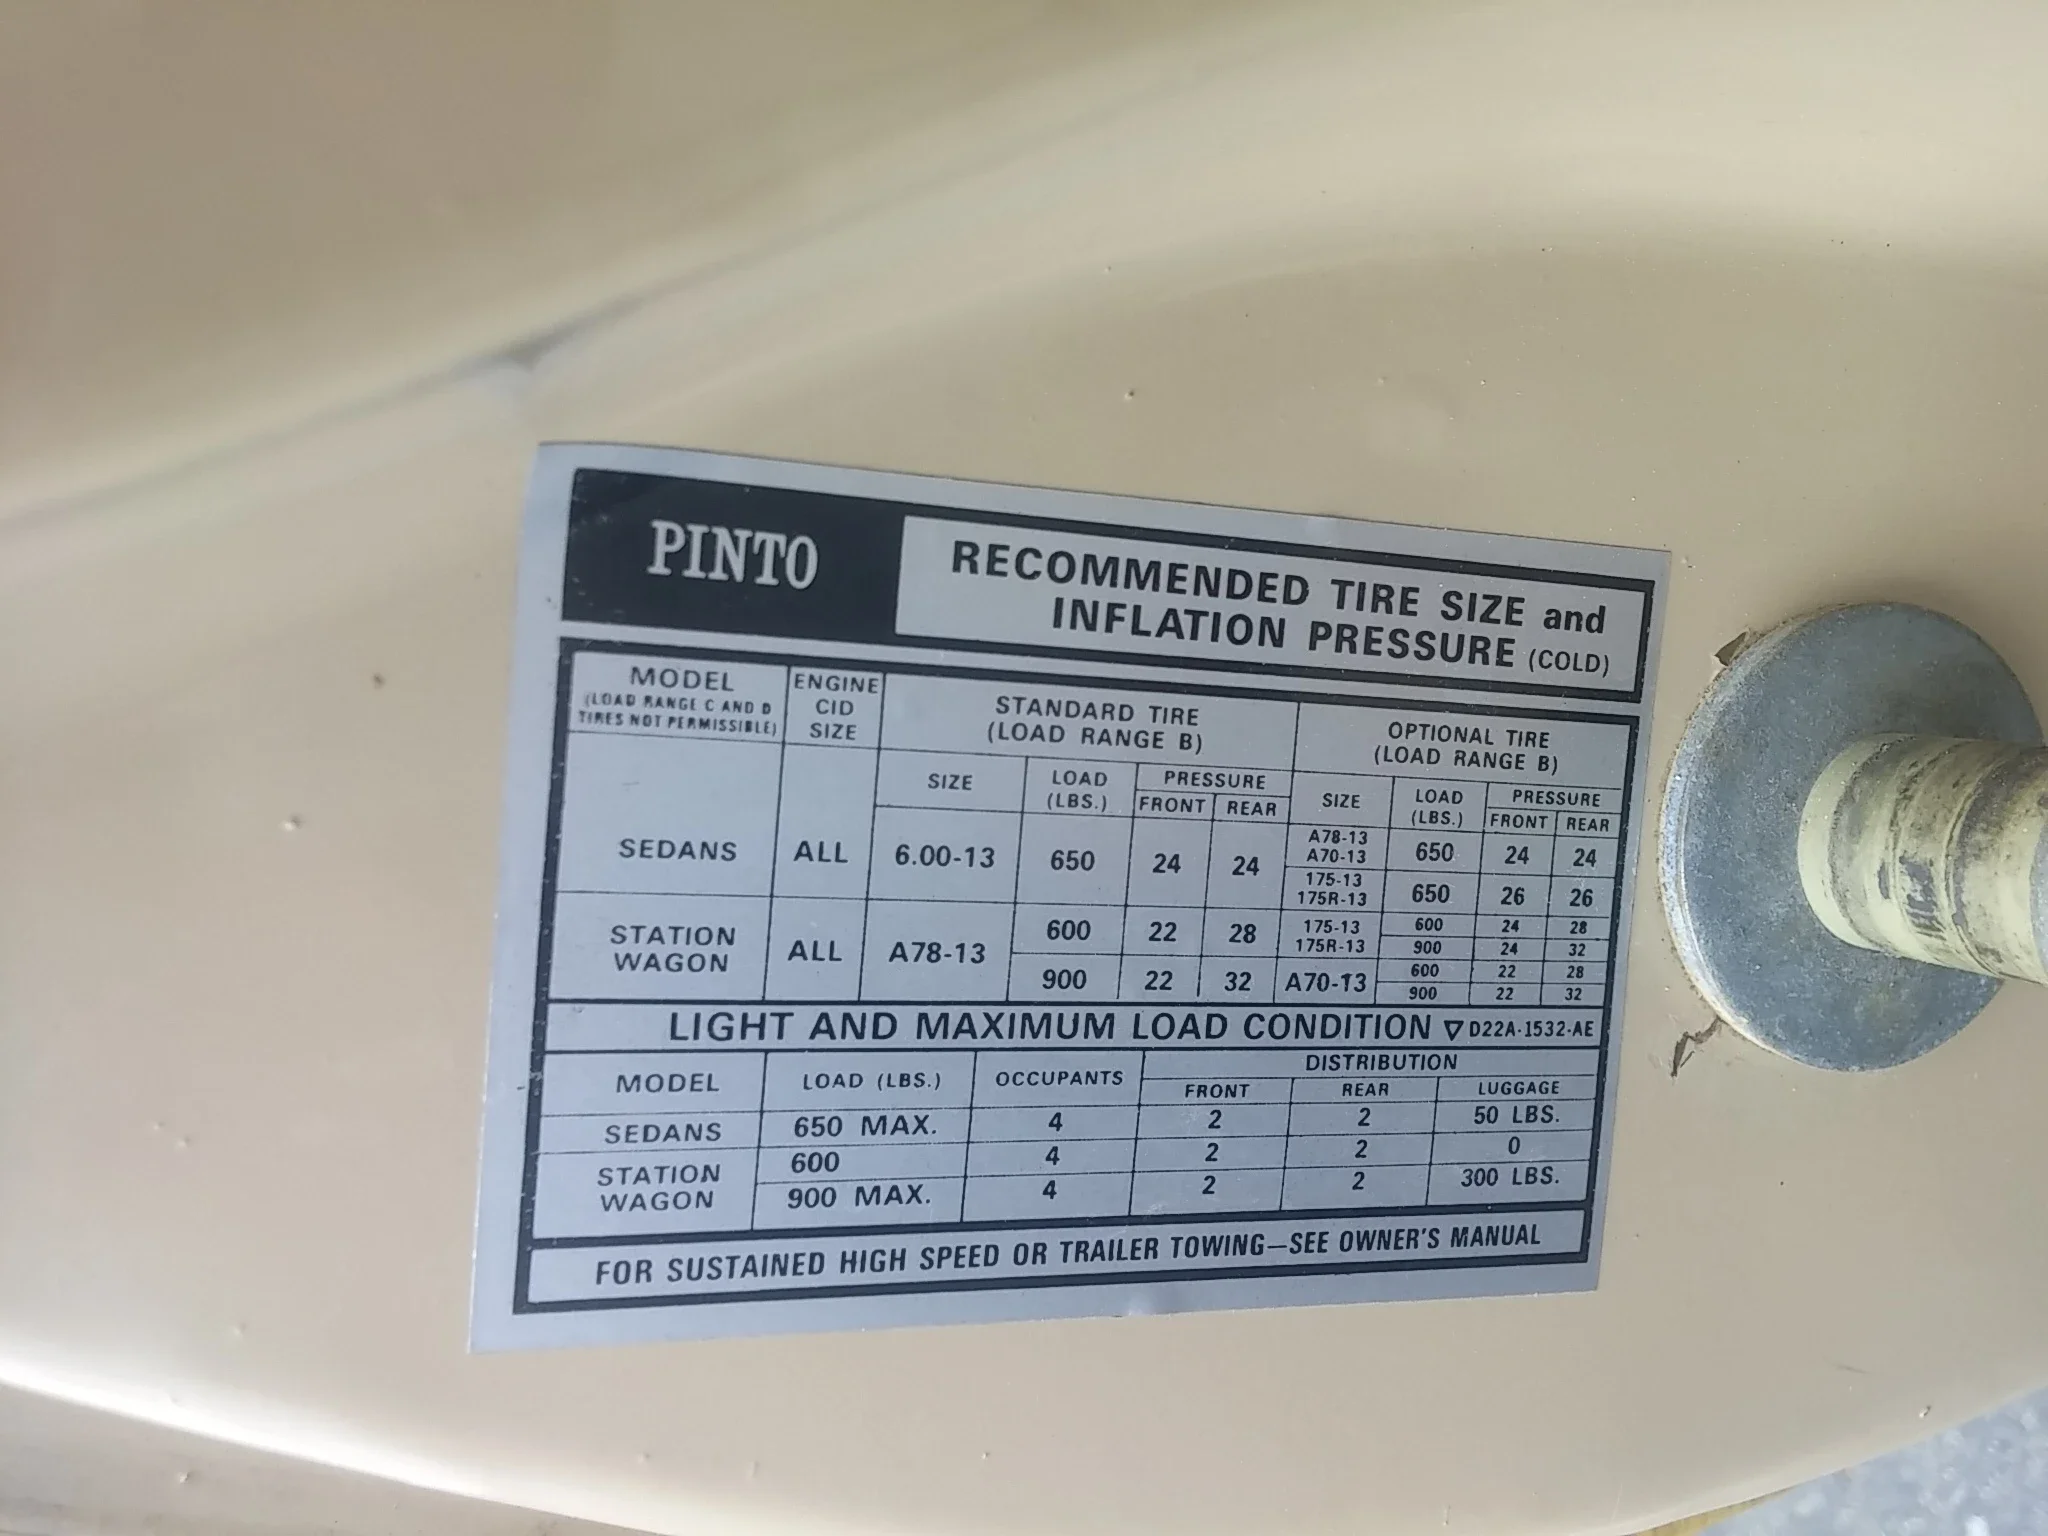 PINTO
RECOMMENDED TIRE SIZE and
INFLATION PRESSURE (COLD)
MODEL
(LOAD RANGE C AND D
TIRES NOT PERMISSIBLE)
ENGINE
CID
SIZE
STANDARD TIRE
(LOAD RANGE B)
OPTIONAL TIRE
(LOAD RANGE B)
SIZE
LOAD
(LBS.)
PRESSURE
FRONT REAR
SIZE
LOAD
(LBS.)
PRESSURE
FRONT REAR
SEDANS ALL 6.00-13 650 24 24
A78-13
A70-13
650 24 24
175-13
175R-13
650 26 26
STATION
WAGON
ALL A78-13
600 22 28
900 22 32
175-13
175R-13
600 24 28
900 24 32
A70-13
600 22 28
900 22 32
LIGHT AND MAXIMUM LOAD CONDITION ▽ D22A-1532-AE
MODEL LOAD (LBS.) OCCUPANTS
DISTRIBUTION
FRONT REAR LUGGAGE
SEDANS 650 MAX. 4 2 2 50 LBS.
STATION
WAGON
600 4 2 2 0
900 MAX. 4 2 2 300 LBS.
FOR SUSTAINED HIGH SPEED OR TRAILER TOWING—SEE OWNER'S MANUAL